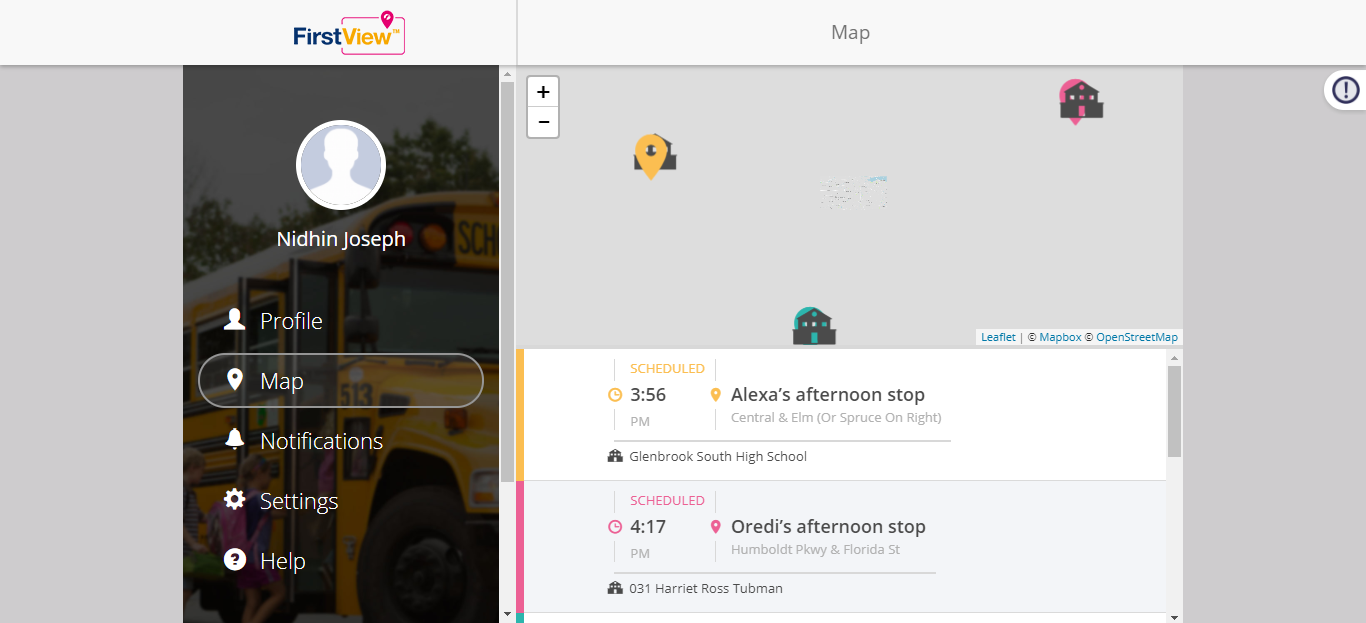 FirstView™
Map
Nidhin Joseph
Profile
Map
Notifications
Settings
Help
+
−
Leaflet | © Mapbox © OpenStreetMap
SCHEDULED
3:56
PM
Alexa’s afternoon stop
Central & Elm (Or Spruce On Right)
Glenbrook South High School
SCHEDULED
4:17
PM
Oredi’s afternoon stop
Humboldt Pkwy & Florida St
031 Harriet Ross Tubman
SCH
513